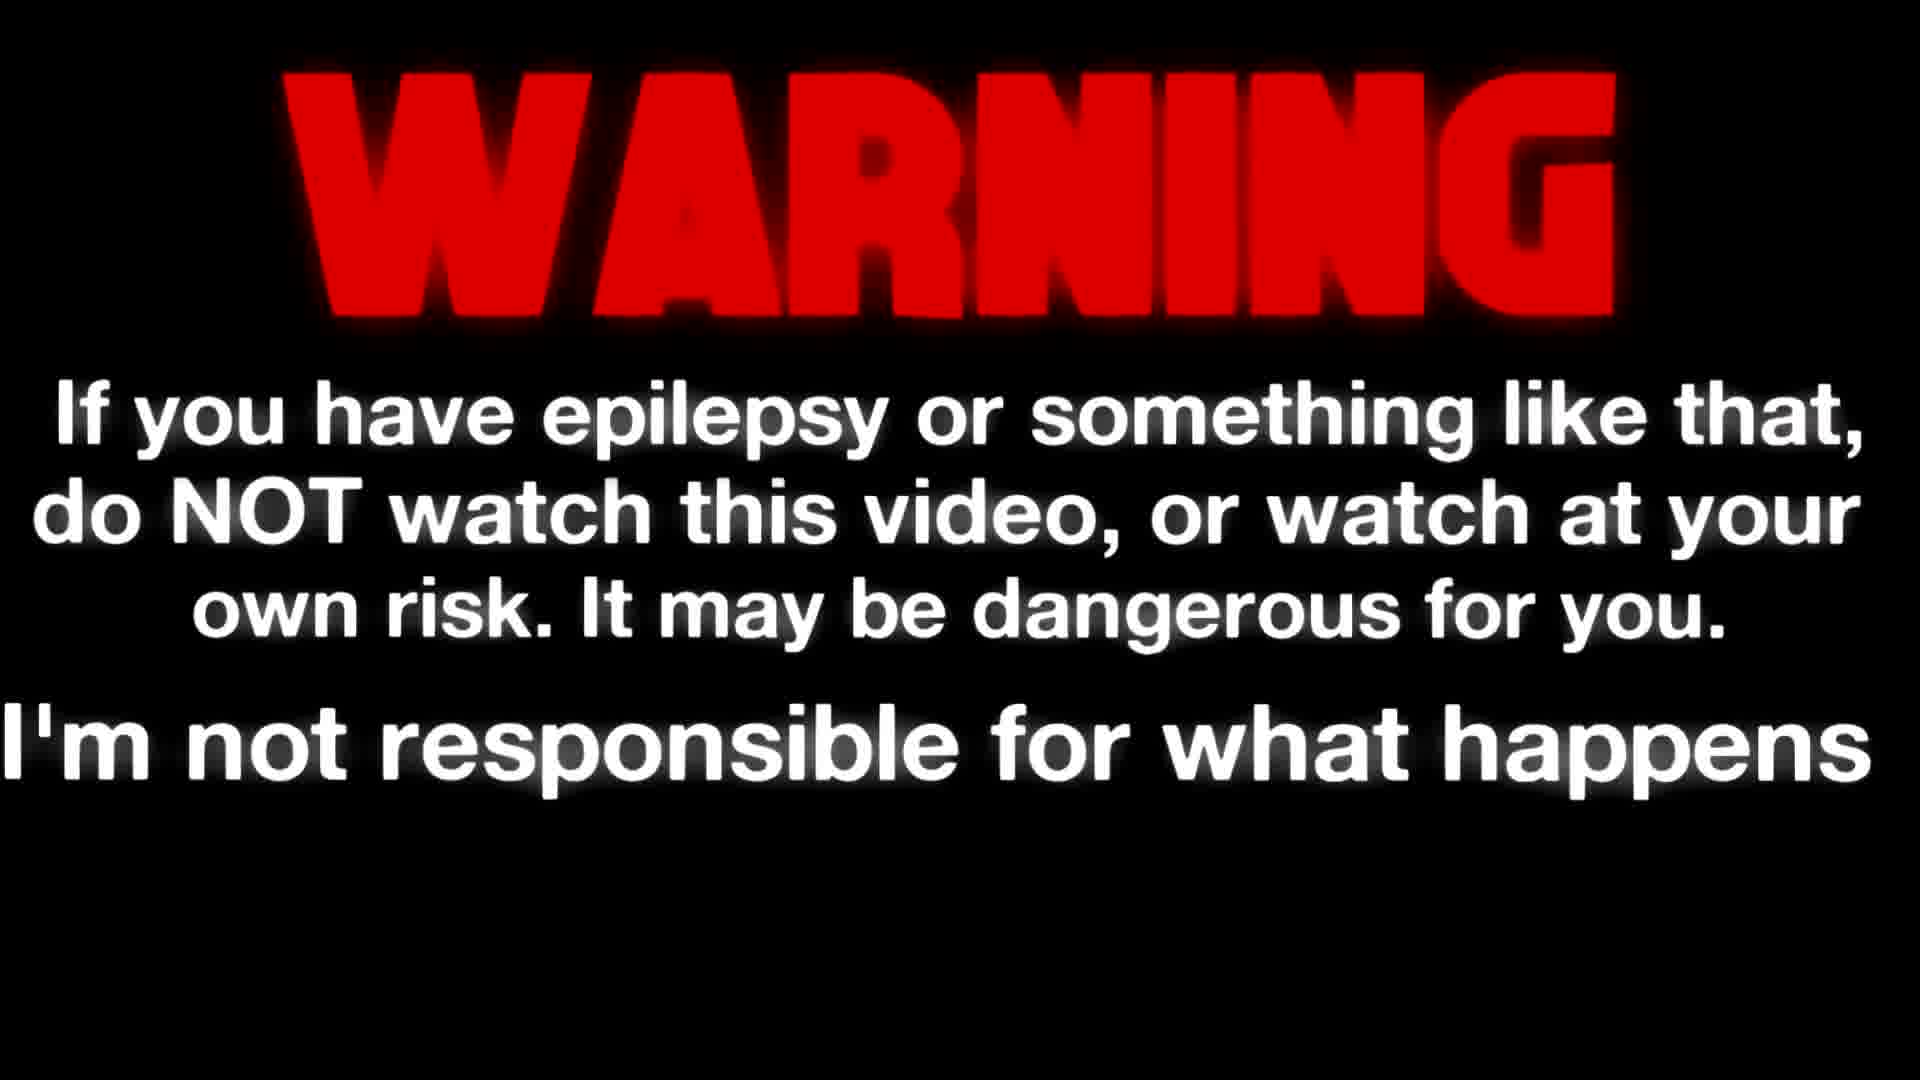 WARNING
If you have epilepsy or something like that,
do NOT watch this video, or watch at your
own risk. It may be dangerous for you.
I'm not responsible for what happens